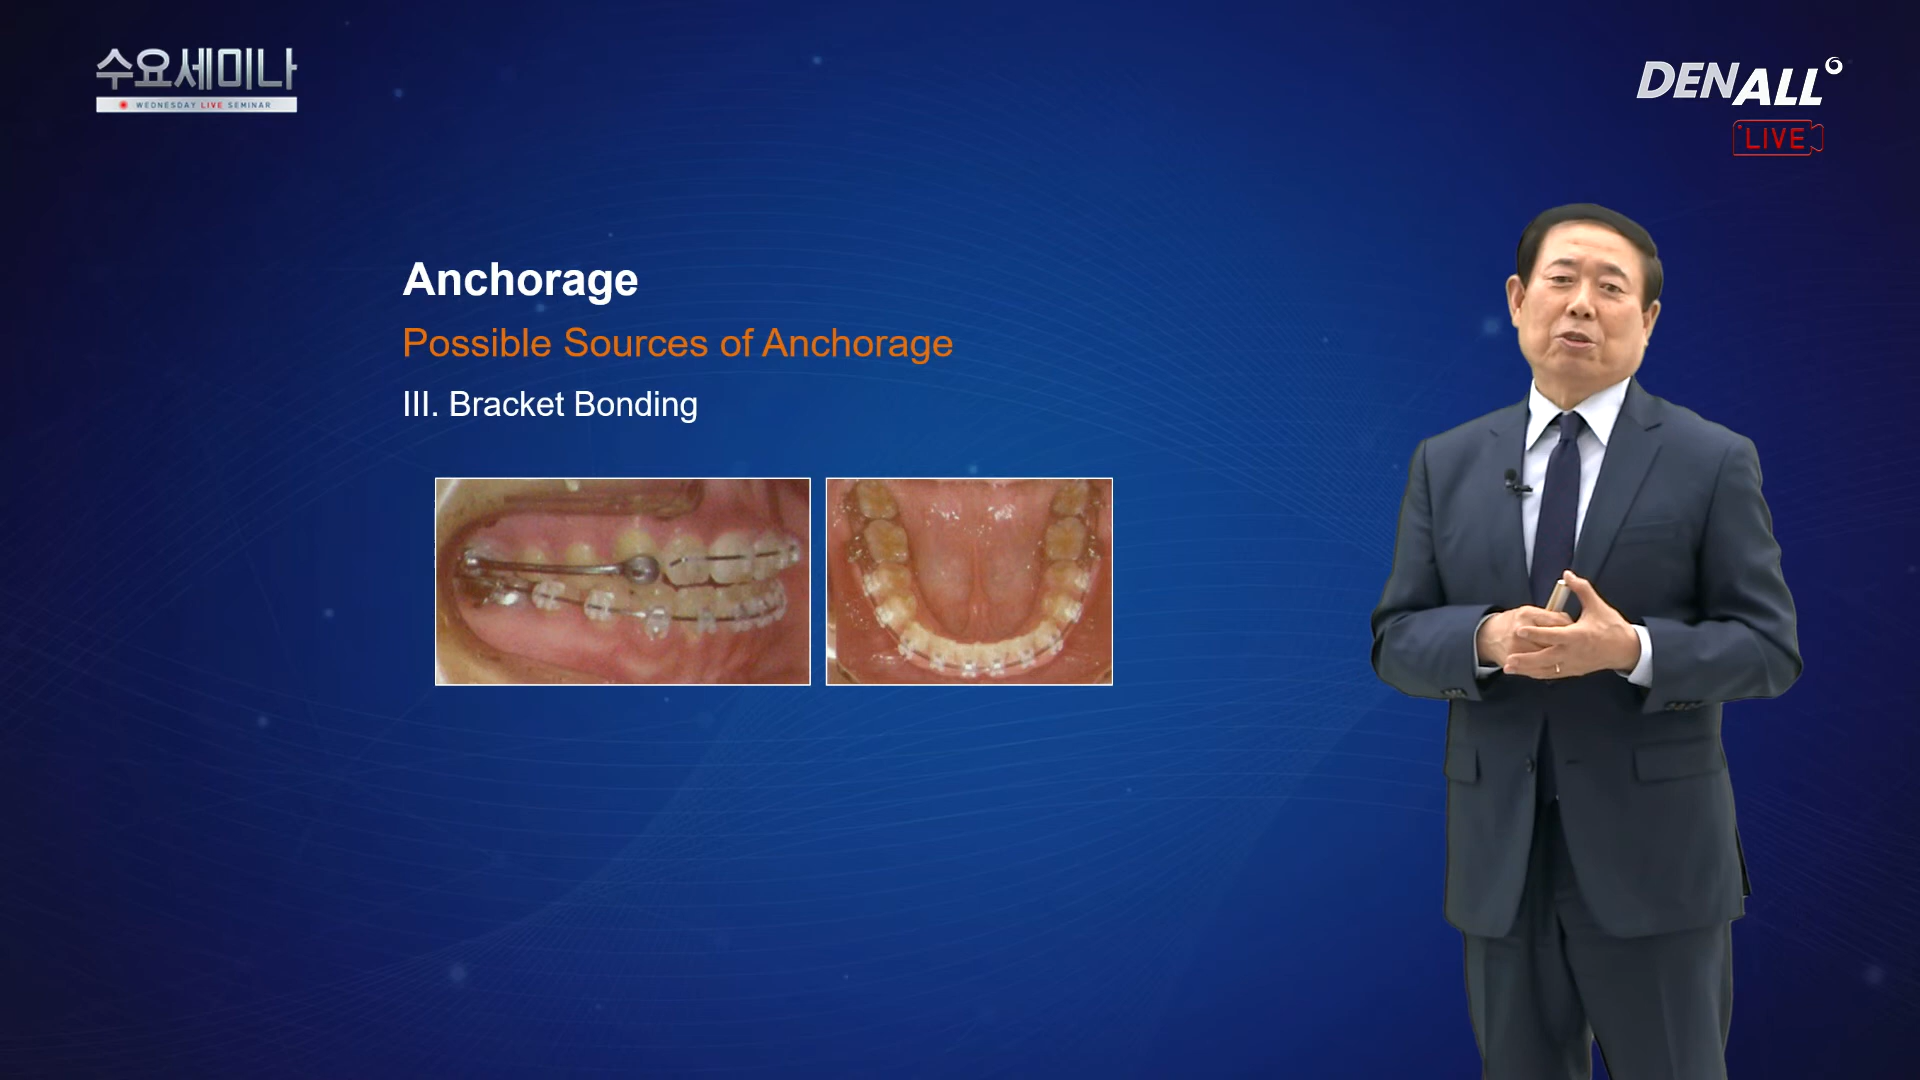 수요세미나
WEDNESDAY LIVE SEMINAR
DENALL
LIVE
Anchorage
Possible Sources of Anchorage
III. Bracket Bonding